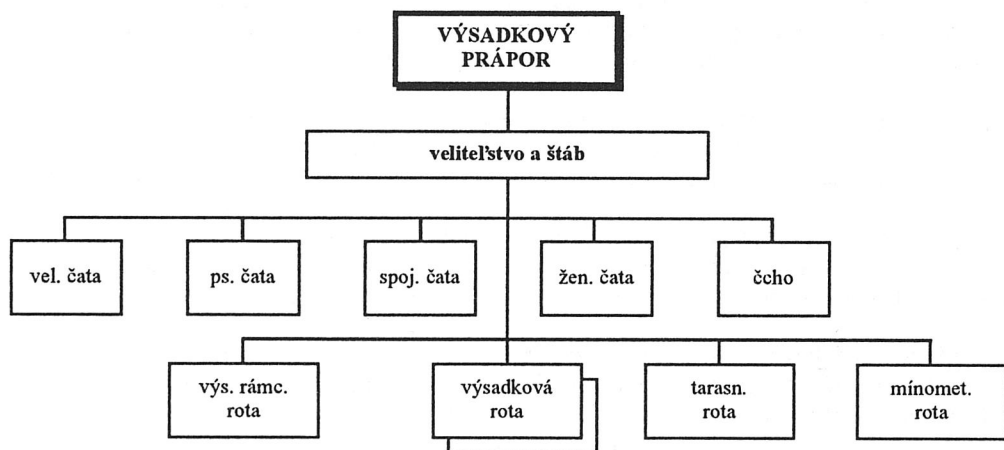 VÝSADKOVÝ
PRÁPOR
veliteľstvo a štáb
vel. čata
ps. čata
spoj. čata
žen. čata
čcho
výs. rámc.
rota
výsadková
rota
tarasn.
rota
mínomet.
rota